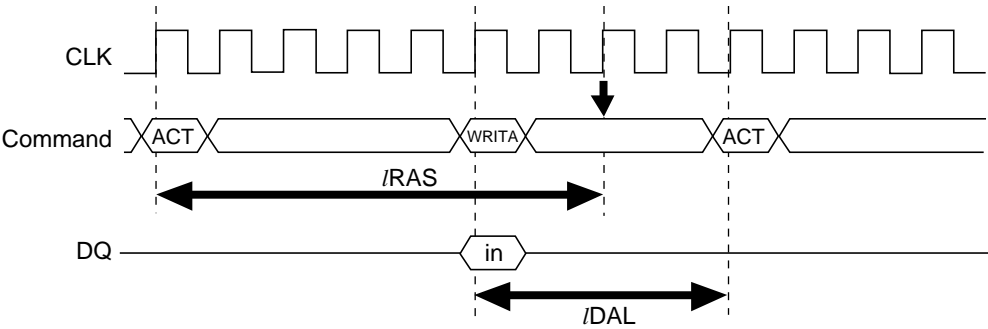 CLK
Command ACT WRITA ACT
lRAS
DQ in
lDAL